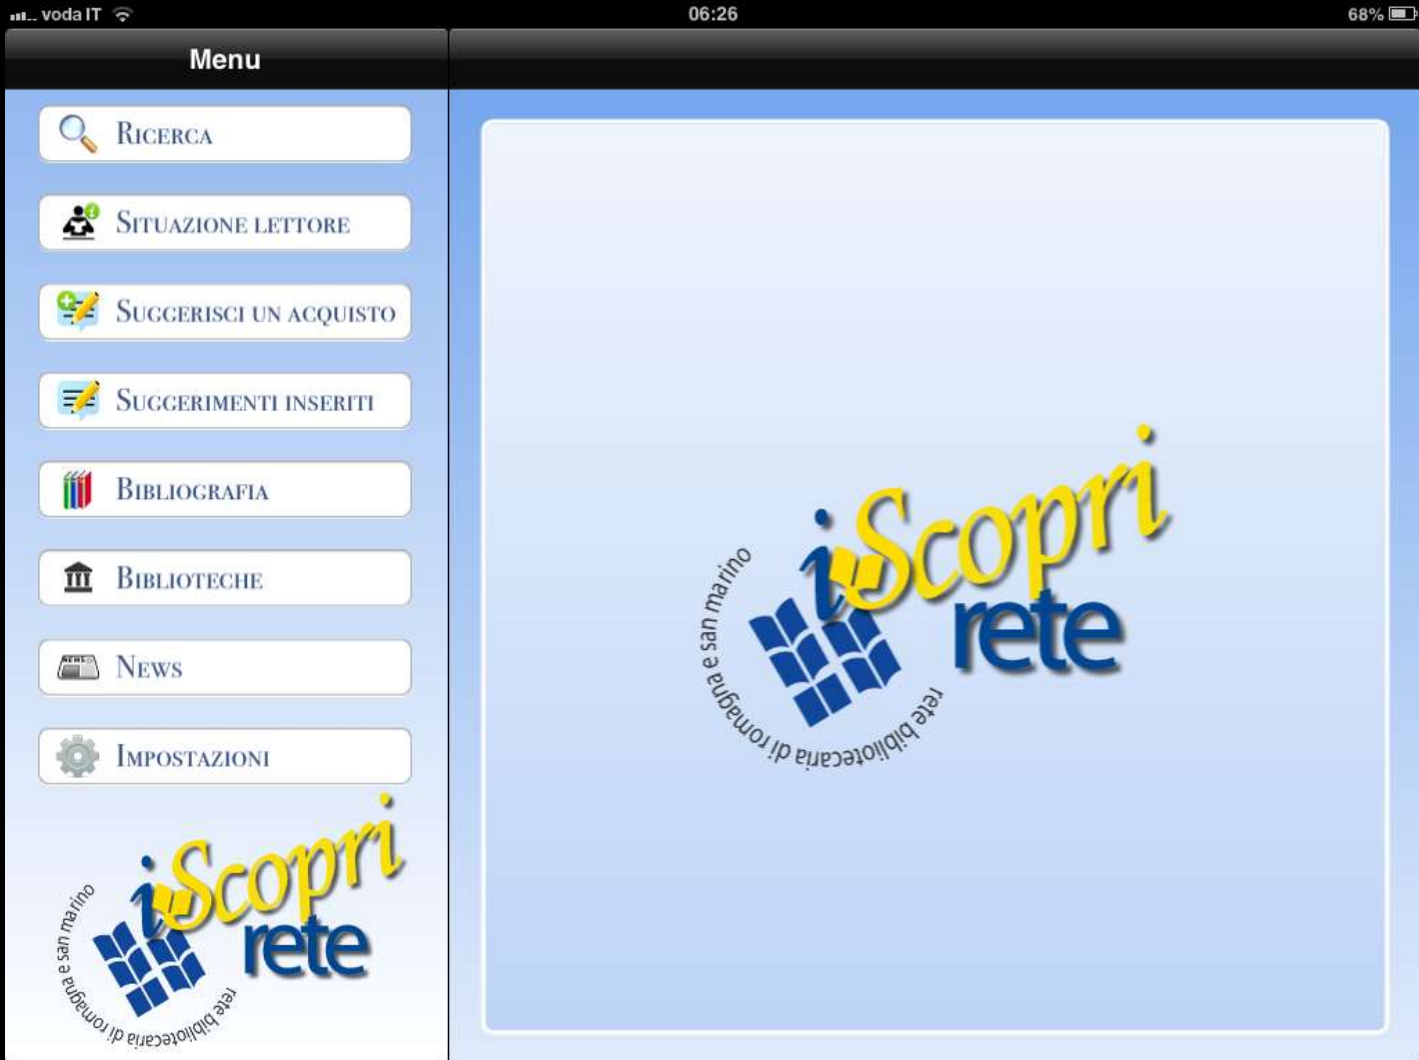 voda IT
06:26
68%
Menu
Ricerca
Situazione lettore
Suggerisci un acquisto
Suggerimenti inseriti
Bibliografia
Biblioteche
NEWS
News
Impostazioni
iScopri
rete
rete bibliotecaria di romagna e san marino
iScopri
rete
rete bibliotecaria di romagna e san marino